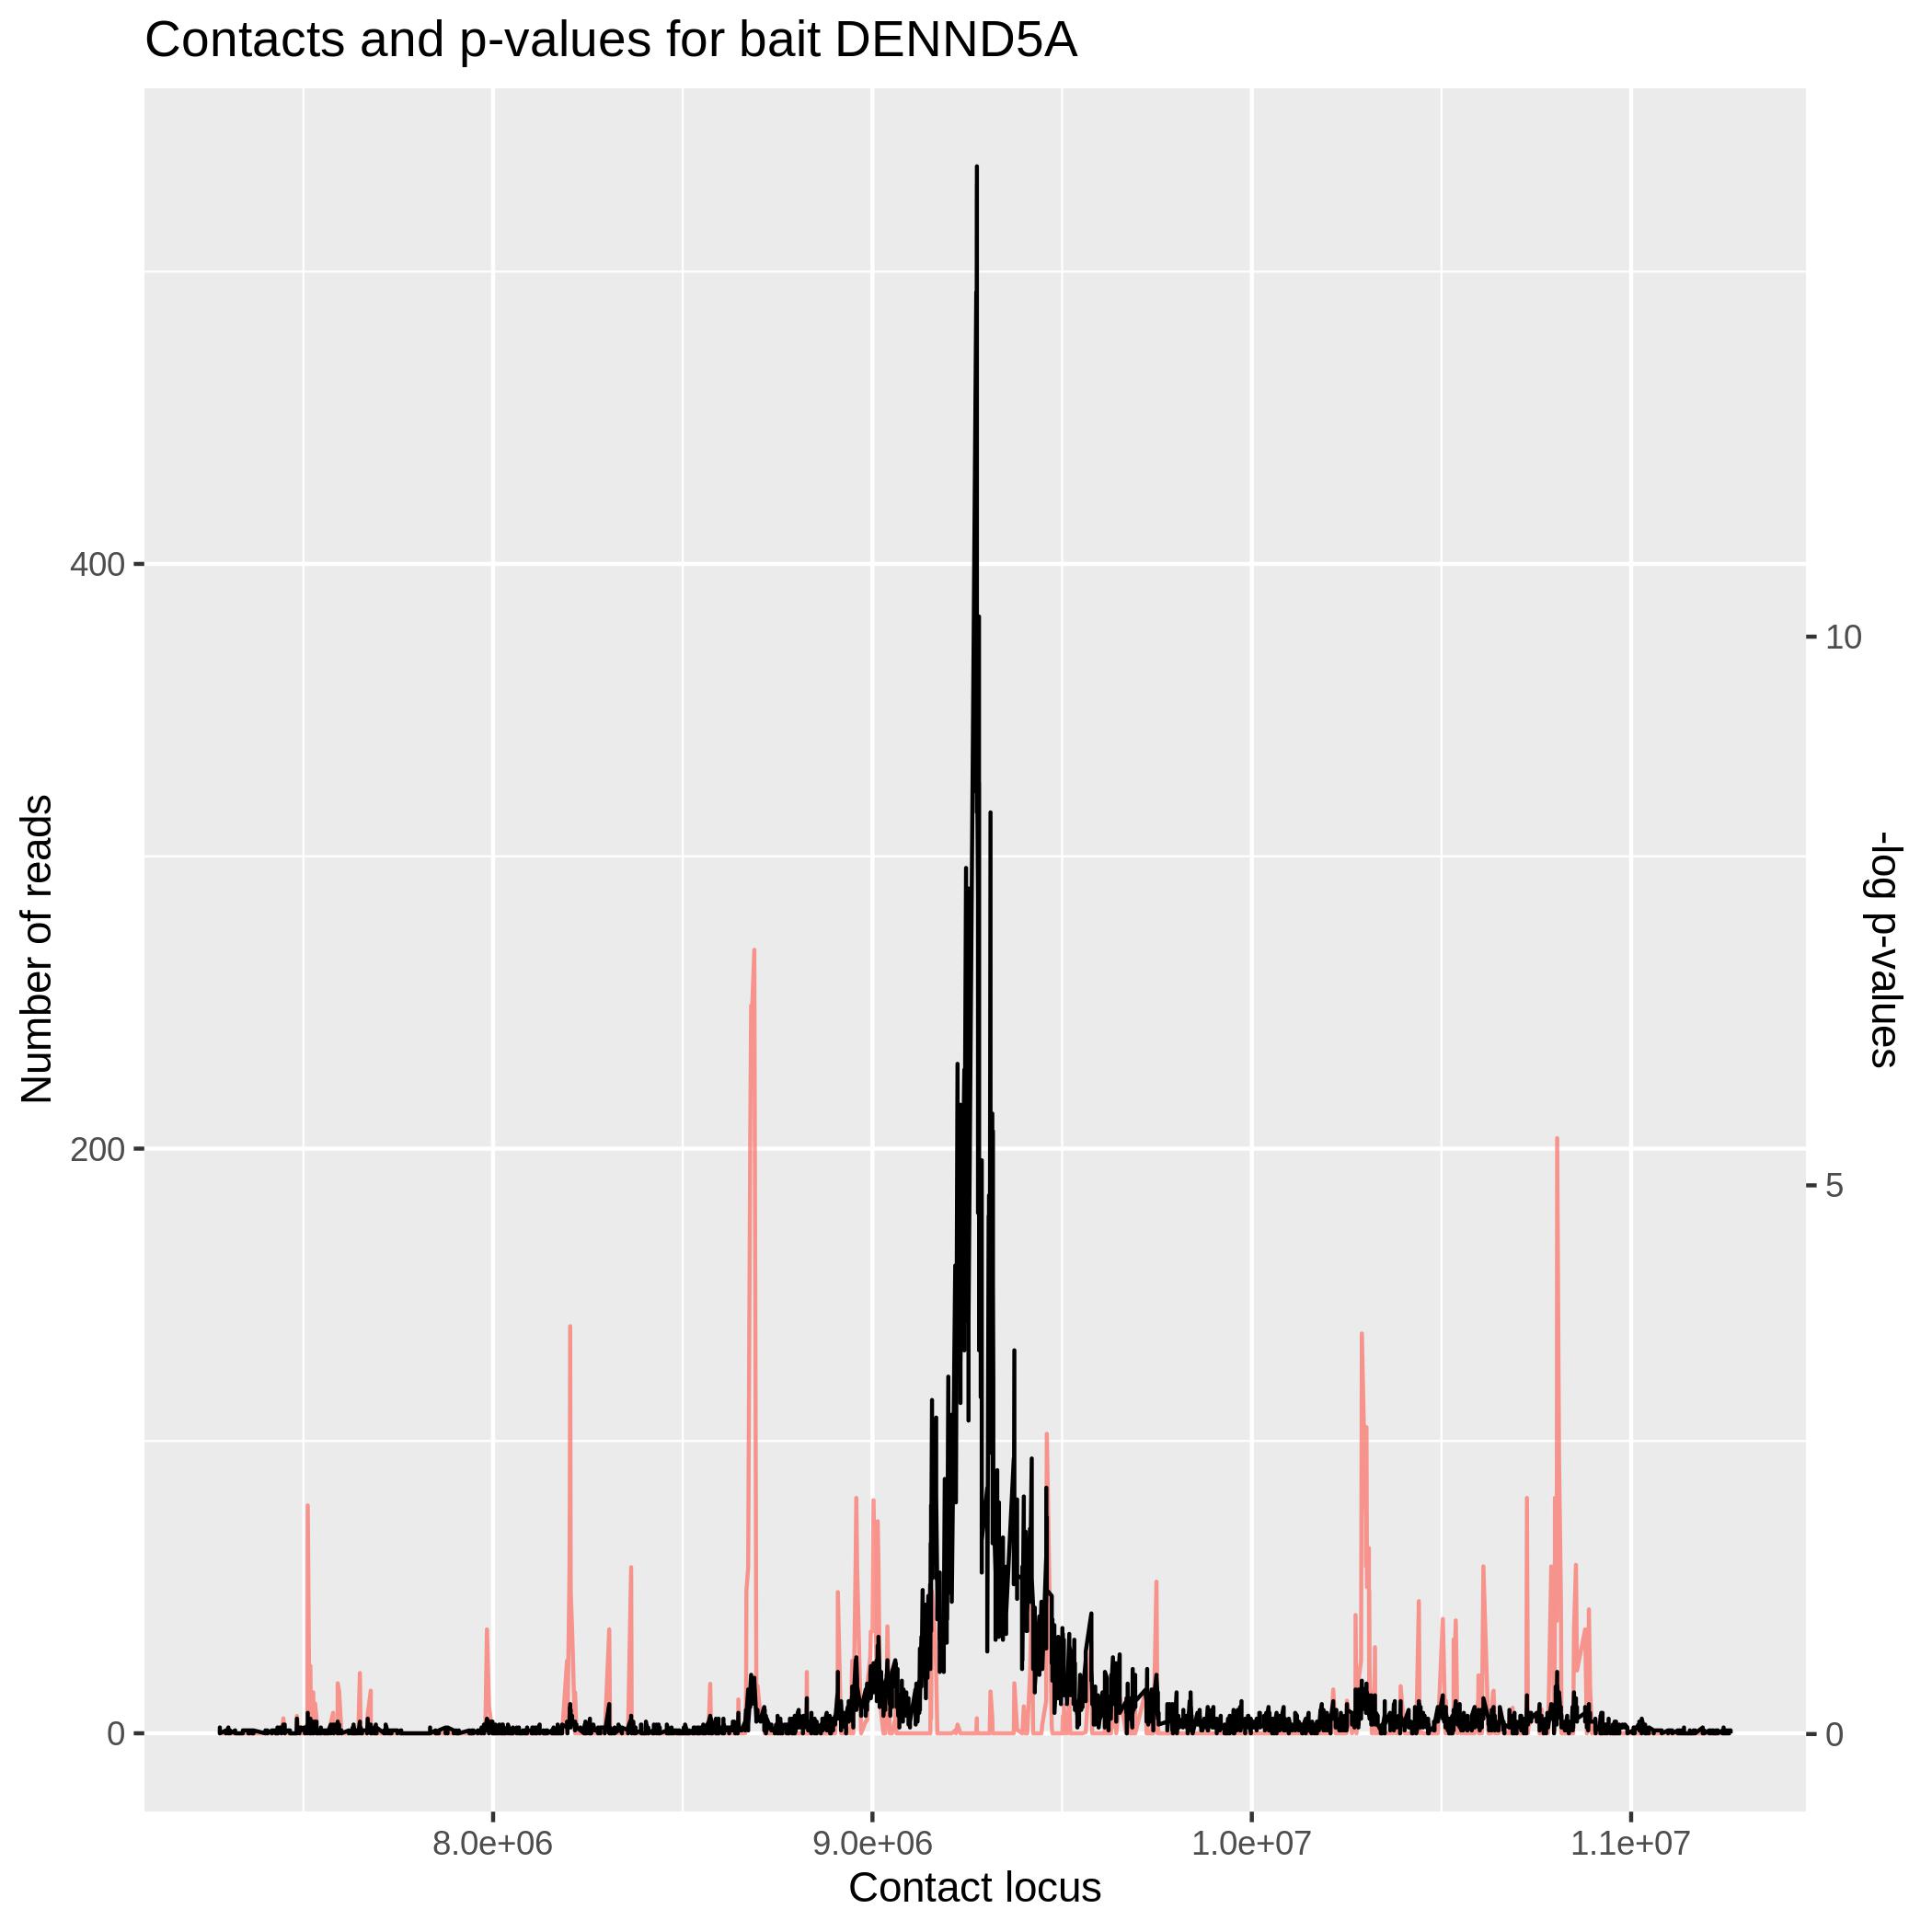 Contacts and p-values for bait DENND5A
Number of reads
400
200
0
10
5
0
-log p-values
8.0e+06
9.0e+06
1.0e+07
1.1e+07
Contact locus